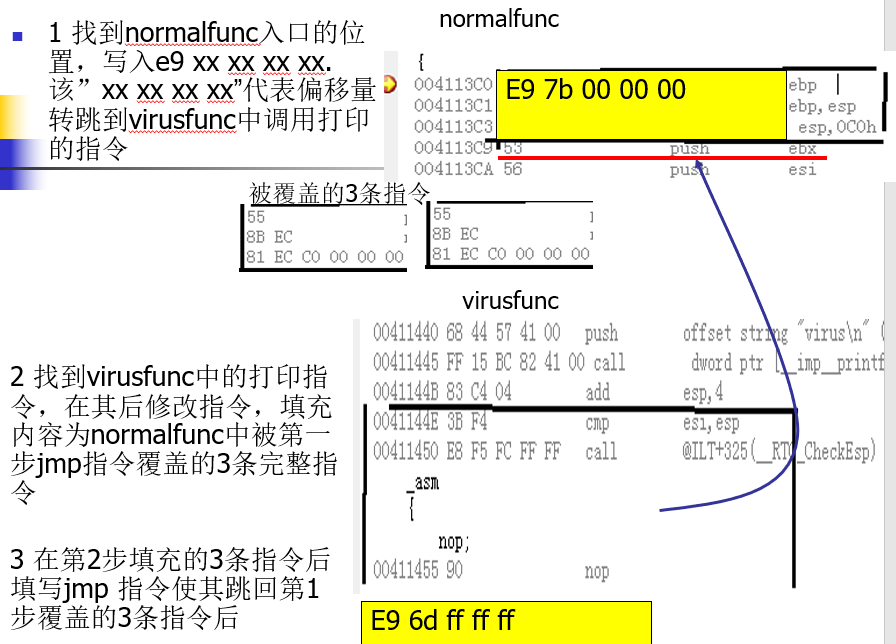 normalfunc
1 找到normalfunc入口的位
置，写入e9 xx xx xx xx.
该” xx xx xx xx”代表偏移量
转跳到virusfunc中调用打印
的指令
{
004113C0 ebp
E9 7b 00 00 00
004113C1 ebp,esp
004113C3 esp,0C0h
004113C9 53 push ebx
004113CA 56 push esi
被覆盖的3条指令
55 55
8B EC 8B EC
81 EC C0 00 00 00 81 EC C0 00 00 00
virusfunc
00411440 68 44 57 41 00 push offset string "virus\n" (
00411445 FF 15 BC 82 41 00 call dword ptr [__imp__printf
0041144B 83 C4 04 add esp,4
0041144E 3B F4 cmp esi,esp
00411450 E8 F5 FC FF FF call @ILT+325(__RTC_CheckEsp)
_asm
{
nop;
00411455 90 nop
2 找到virusfunc中的打印指
令，在其后修改指令，填充
内容为normalfunc中被第一
步jmp指令覆盖的3条完整指
令
3 在第2步填充的3条指令后
填写jmp 指令使其跳回第1
步覆盖的3条指令后
E9 6d ff ff ff